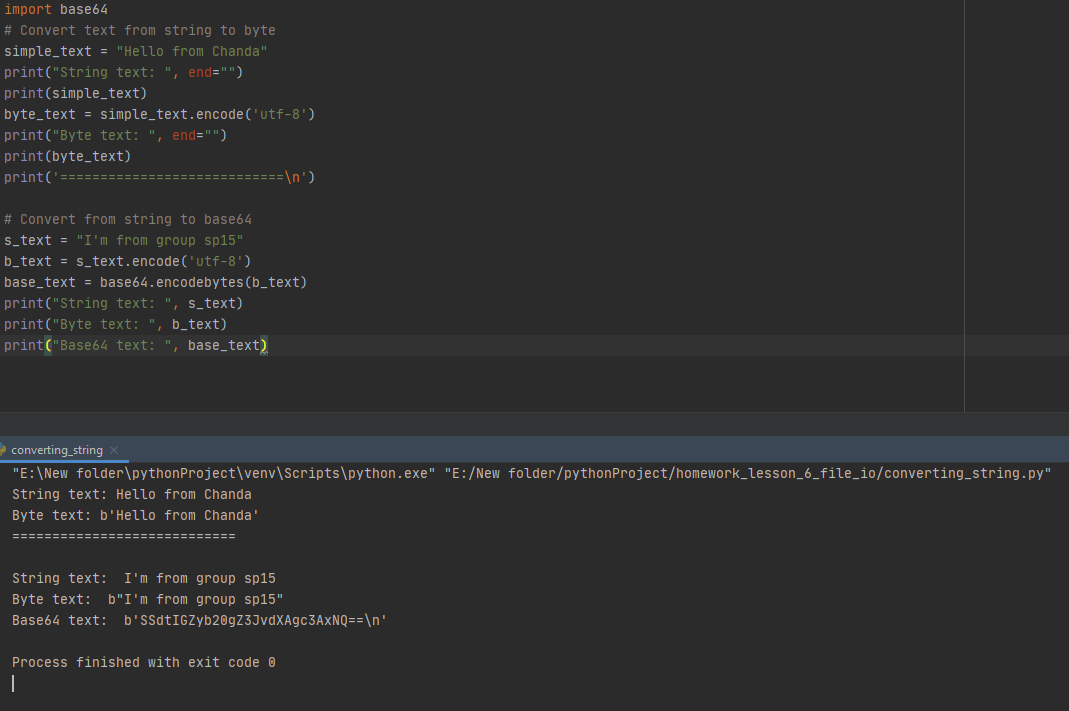 import base64
# Convert text from string to byte
simple_text = "Hello from Chanda"
print("String text: ", end="")
print(simple_text)
byte_text = simple_text.encode('utf-8')
print("Byte text: ", end="")
print(byte_text)
print('============================\n')
# Convert from string to base64
s_text = "I'm from group sp15"
b_text = s_text.encode('utf-8')
base_text = base64.encodebytes(b_text)
print("String text: ", s_text)
print("Byte text: ", b_text)
print("Base64 text: ", base_text)
converting_string ×
"E:\New folder\pythonProject\venv\Scripts\python.exe" "E:/New folder/pythonProject/homework_lesson_6_file_io/converting_string.py"
String text: Hello from Chanda
Byte text: b'Hello from Chanda'
============================
String text:  I'm from group sp15
Byte text:  b"I'm from group sp15"
Base64 text:  b'SSdtIGZyb20gZ3JvdXAgc3AxNQ==\n'
Process finished with exit code 0